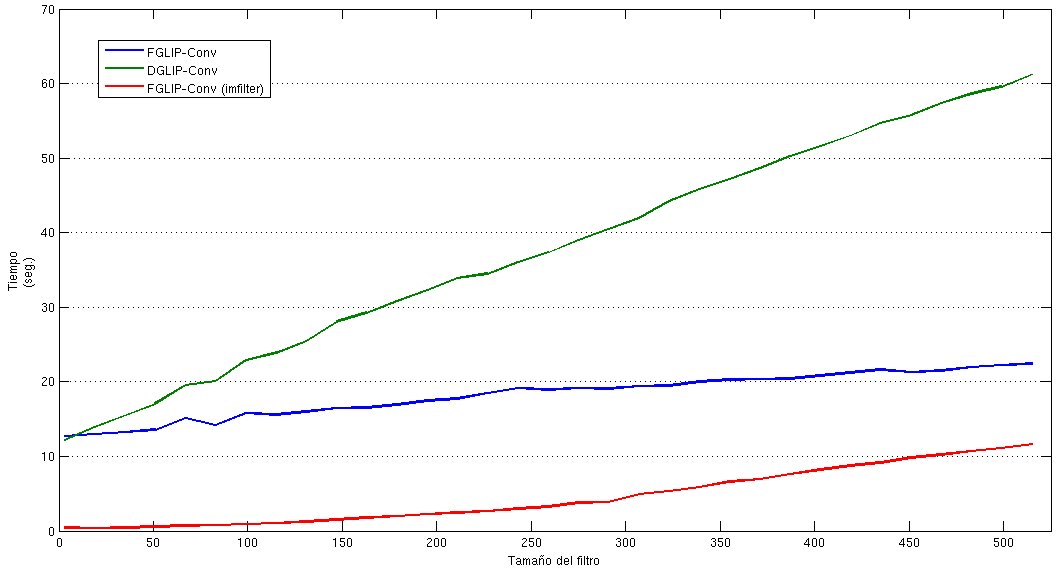 70
60
50
40
30
20
10
0
Tiempo
(seg.)
FGLIP-Conv
DGLIP-Conv
FGLIP-Conv (imfilter)
0 50 100 150 200 250 300 350 400 450 500
Tamaño del filtro